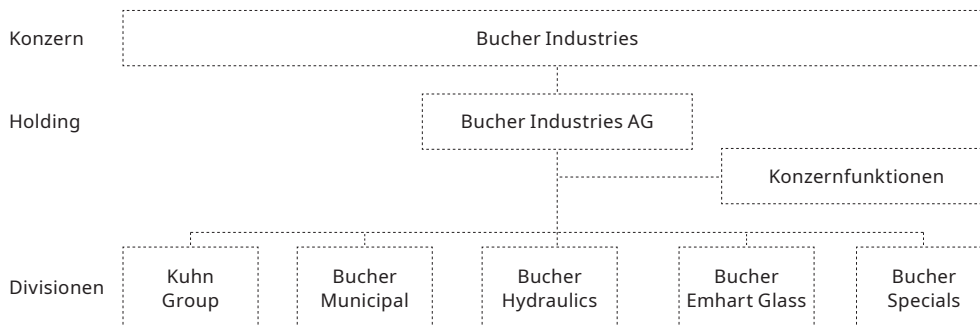 Konzern
Bucher Industries
Holding
Bucher Industries AG
Konzernfunktionen
Divisionen
Kuhn
Group
Bucher
Municipal
Bucher
Hydraulics
Bucher
Emhart Glass
Bucher
Specials